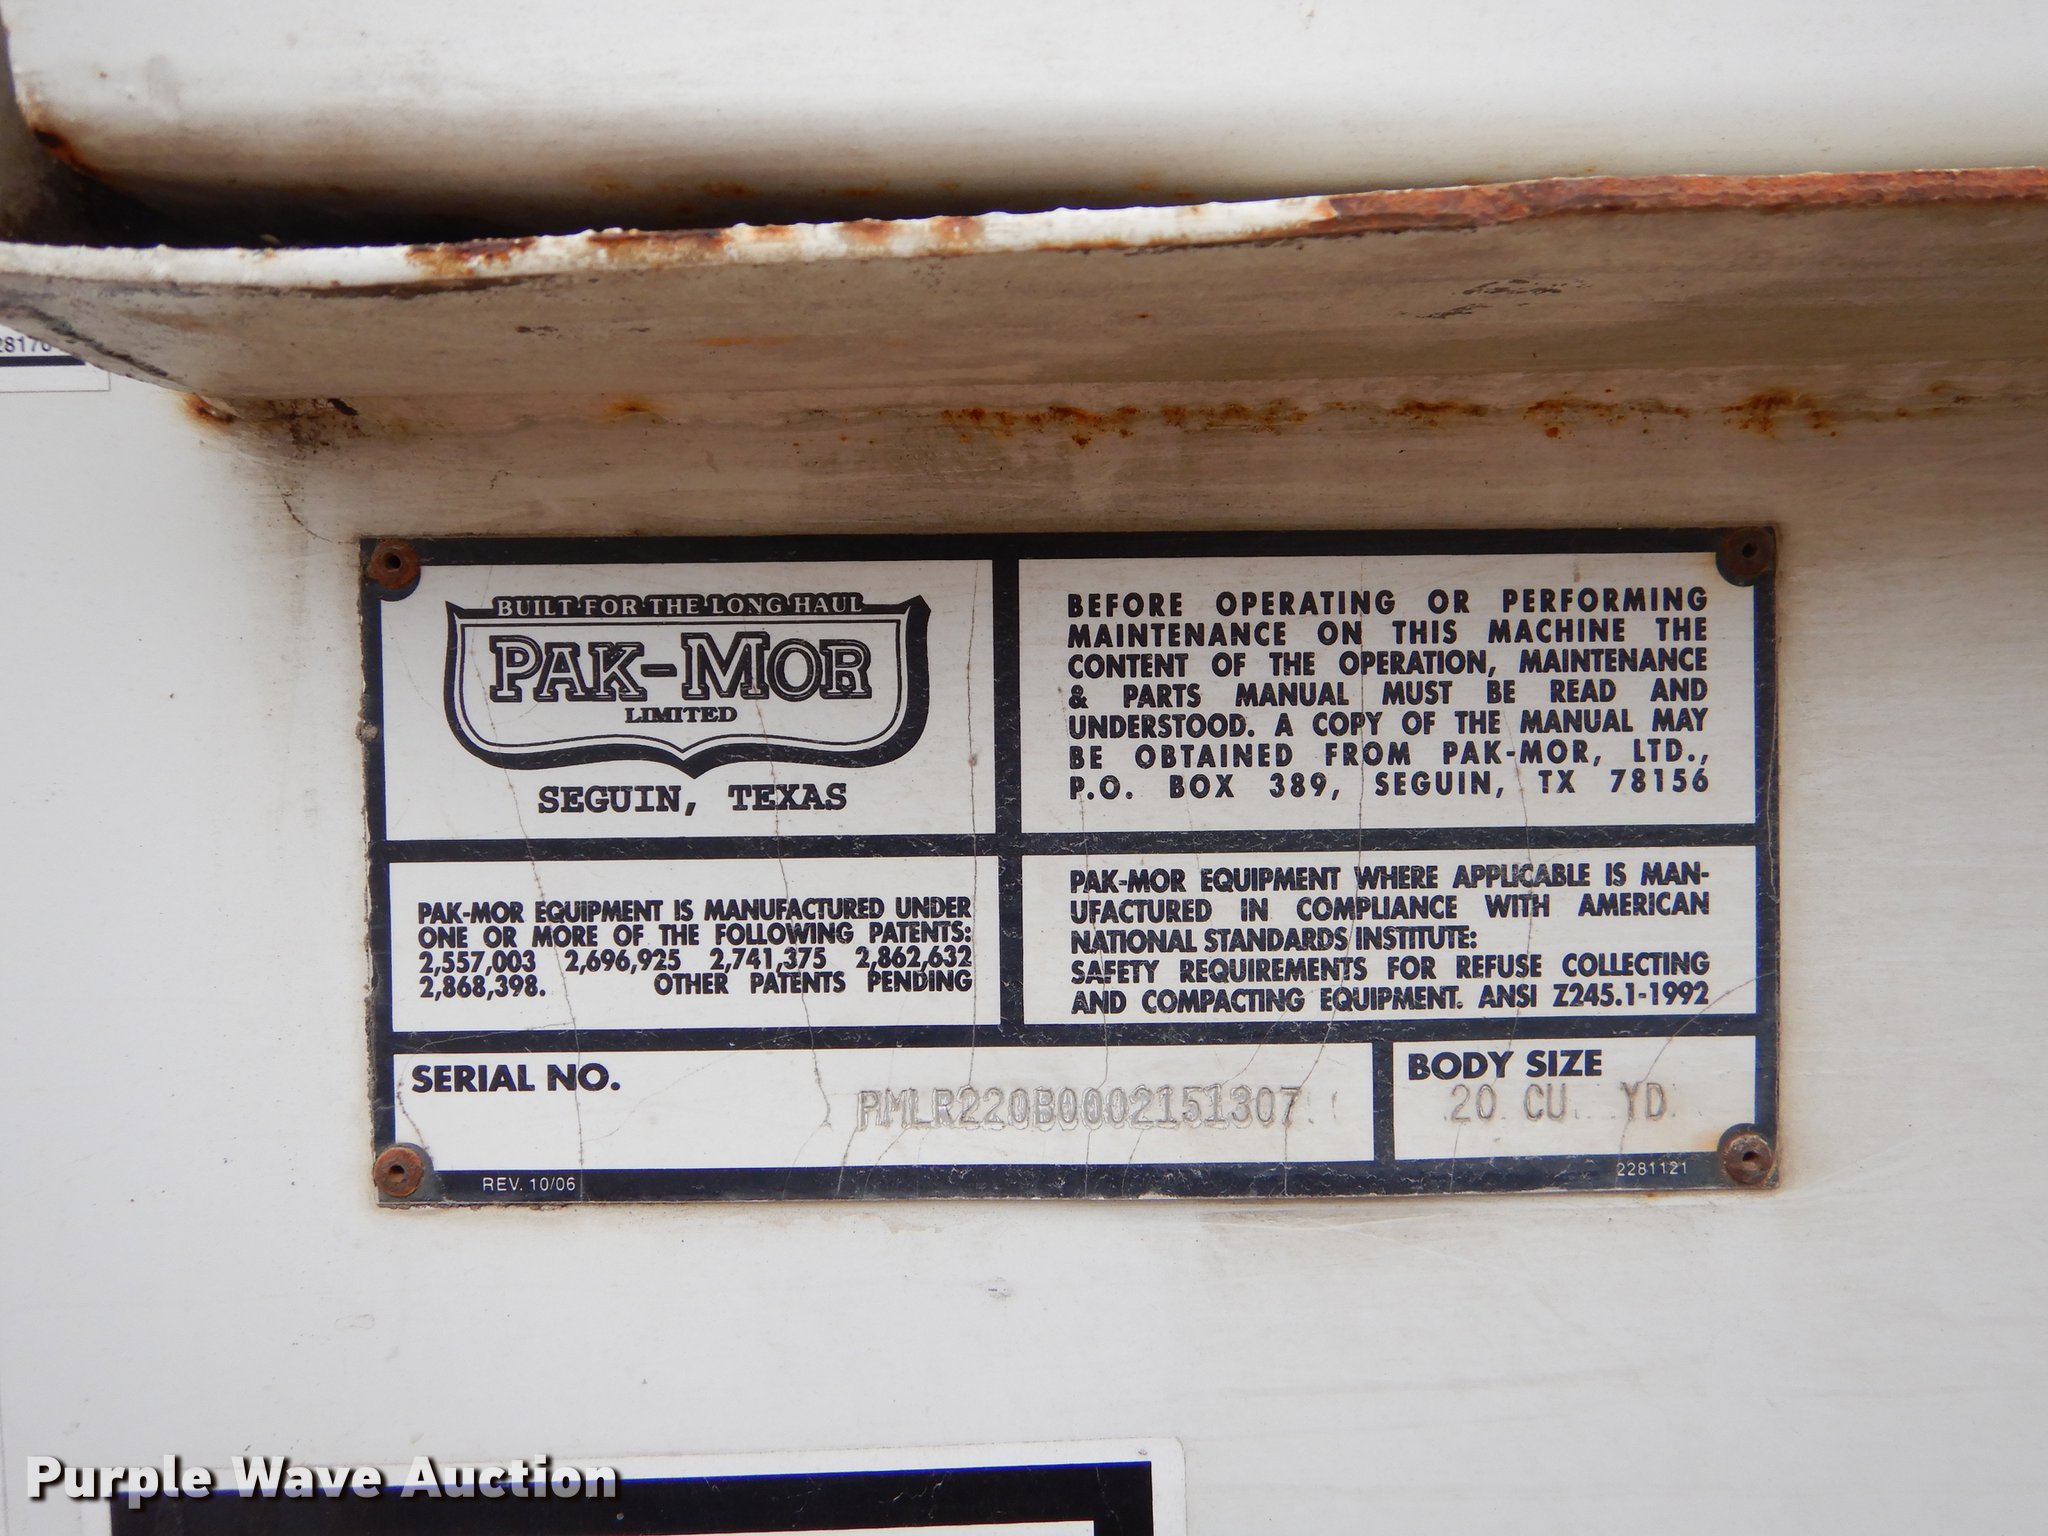 BUILT FOR THE LONG HAUL
PAK-MOR
LIMITED
SEGUIN, TEXAS
BEFORE OPERATING OR PERFORMING
MAINTENANCE ON THIS MACHINE THE
CONTENT OF THE OPERATION, MAINTENANCE
& PARTS MANUAL MUST BE READ AND
UNDERSTOOD. A COPY OF THE MANUAL MAY
BE OBTAINED FROM PAK-MOR, LTD.,
P.O. BOX 389, SEGUIN, TX 78156
PAK-MOR EQUIPMENT IS MANUFACTURED UNDER
ONE OR MORE OF THE FOLLOWING PATENTS:
2,557,003 2,696,925 2,741,375 2,862,632
2,868,398. OTHER PATENTS PENDING
PAK-MOR EQUIPMENT WHERE APPLICABLE IS MAN-
UFACTURED IN COMPLIANCE WITH AMERICAN
NATIONAL STANDARDS INSTITUTE:
SAFETY REQUIREMENTS FOR REFUSE COLLECTING
AND COMPACTING EQUIPMENT. ANSI Z245.1-1992
SERIAL NO.
PMLR220B0002151307
BODY SIZE
20 CU. YD.
REV. 10/06
2281121
Purple Wave Auction